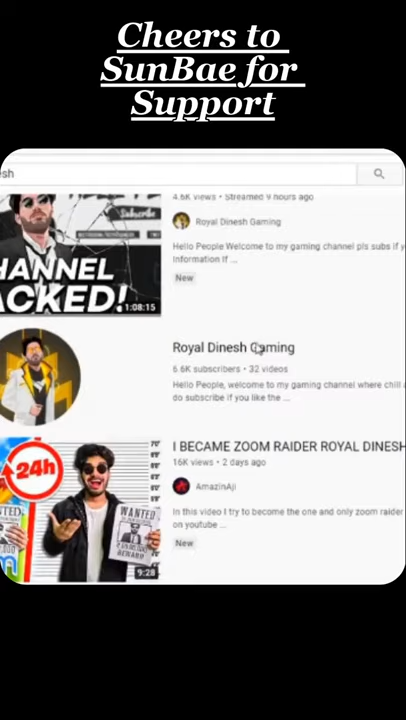 Cheers to
SunBae for
Support
esh
4.6K views • Streamed 9 hours ago
Subscribe
Royal Dinesh Gaming
Hello People Welcome to my gaming channel pls subs if y
Information If ...
HANNEL
ACKED!
New
1:08:15
Royal Dinesh Gaming
6.6K subscribers • 32 videos
Hello People, welcome to my gaming channel where chill a
do subscribe if you like the ...
I BECAME ZOOM RAIDER ROYAL DINESH
16K views • 2 days ago
24h
AmazinAji
WANTED
In this video I try to become the one and only zoom raider
on youtube ...
REWARD
New
9:28